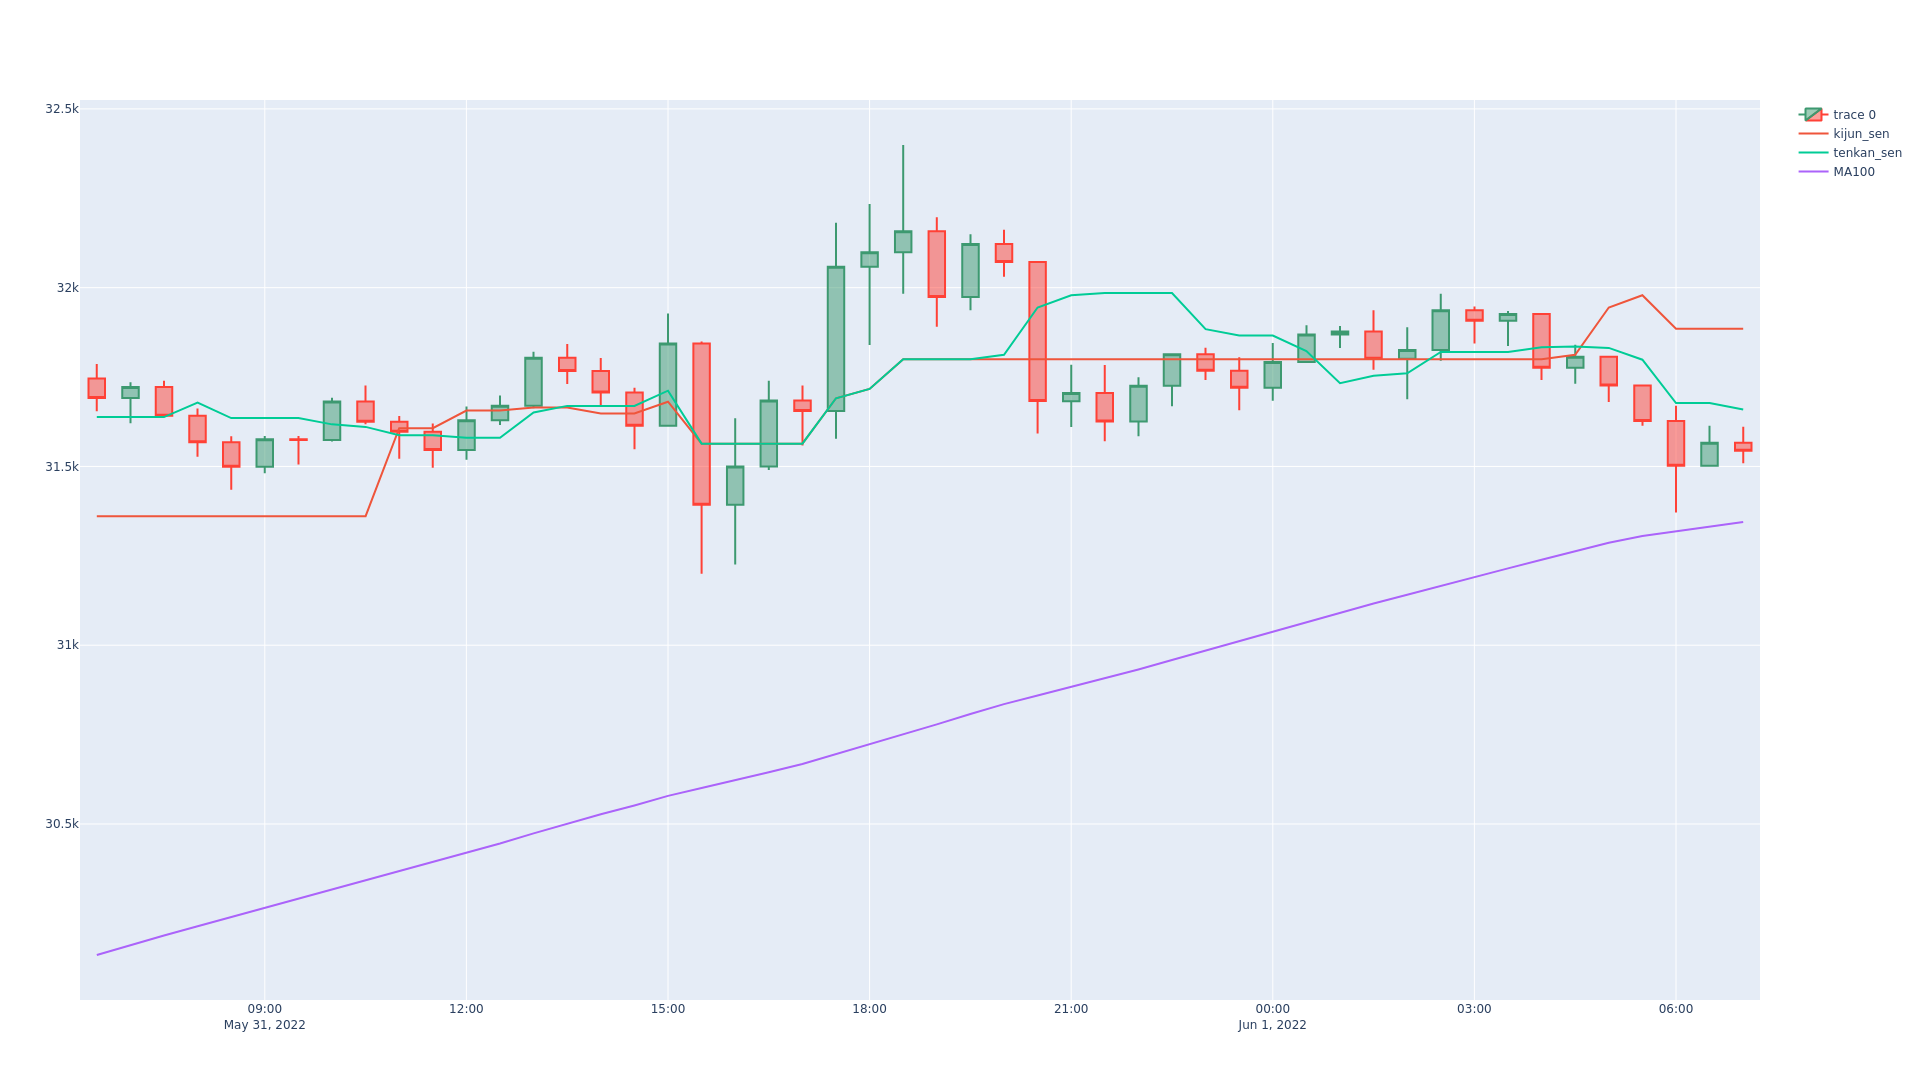 32.5k
32k
31.5k
31k
30.5k
09:00
May 31, 2022
12:00
15:00
18:00
21:00
00:00
Jun 1, 2022
03:00
06:00
trace 0
kijun_sen
tenkan_sen
MA100